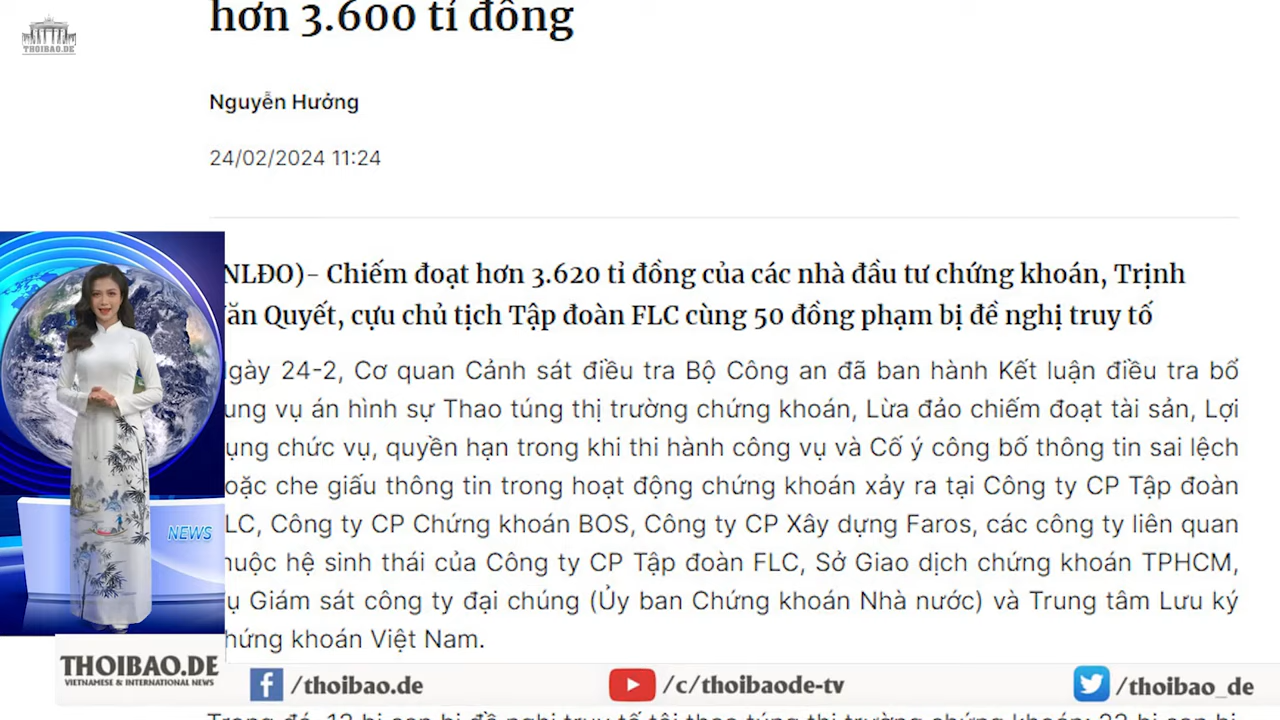 hơn 3.600 tỉ đồng
THOIBAO.DE
Nguyễn Hưởng
24/02/2024 11:24
NLĐO)- Chiếm đoạt hơn 3.620 tỉ đồng của các nhà đầu tư chứng khoán, Trịnh
Quyết, cựu chủ tịch Tập đoàn FLC cùng 50 đồng phạm bị đề nghị truy tố
24-2, Cơ quan Cảnh sát điều tra Bộ Công an đã ban hành Kết luận điều tra bổ
vụ án hình sự Thao túng thị trường chứng khoán, Lừa đảo chiếm đoạt tài sản, Lợi
chức vụ, quyền hạn trong khi thi hành công vụ và Cố ý công bố thông tin sai lệch
che giấu thông tin trong hoạt động chứng khoán xảy ra tại Công ty CP Tập đoàn
Công ty CP Chứng khoán BOS, Công ty CP Xây dựng Faros, các công ty liên quan
hệ sinh thái của Công ty CP Tập đoàn FLC, Sở Giao dịch chứng khoán TPHCM,
Giám sát công ty đại chúng (Ủy ban Chứng khoán Nhà nước) và Trung tâm Lưu ký
khoán Việt Nam.
NEWS
THOIBAO.DE
VIETNAMESE & INTERNATIONAL NEWS
/thoibao.de
/c/thoibaode-tv
/thoibao_de